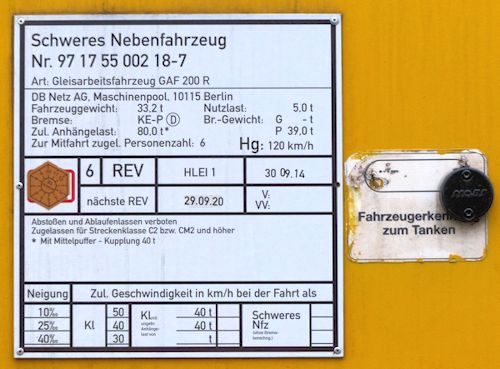 Schweres Nebenfahrzeug
Nr. 97 17 55 002 18-7
Art: Gleisarbeitsfahrzeug GAF 200 R
DB Netz AG, Maschinenpool, 10115 Berlin
Fahrzeuggewicht: 33.2 t Nutzlast: 5.0 t
Bremse: KE-P D Br.-Gewicht: G - t
Zul. Anhängelast: 80.0 t* P 39.0 t
Zur Mitfahrt zugel. Personenzahl: 6 Hg: 120 km/h
6 REV HLEI 1 30 09.14
nächste REV 29.09.20 V:
VV:
Abstoßen und Ablaufenlassen verboten
Zugelassen für Streckenklasse C2 bzw. CM2 und höher
* Mit Mittelpuffer - Kupplung 40 t
Neigung Zul. Geschwindigkeit in km/h bei der Fahrt als
10‰ Kl 50 KL 40 t Schweres
25‰ 40 40 t Nfz
40‰ 30 t
Fahrzeugerken
zum Tanken